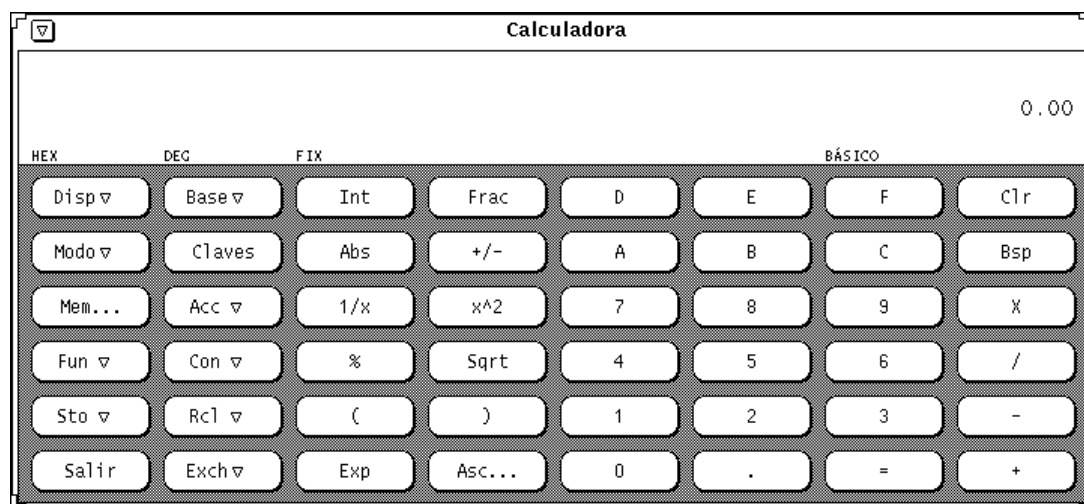 Calculadora
0.00
HEX DEG FIX BÁSICO
Disp Base Int Frac D E F Clr
Modo Claves Abs +/- A B C Bsp
Mem... Acc 1/x x^2 7 8 9 X
Fun Con % Sqrt 4 5 6 /
Sto Rcl ( ) 1 2 3 -
Salir Exch Exp Asc... 0 . = +